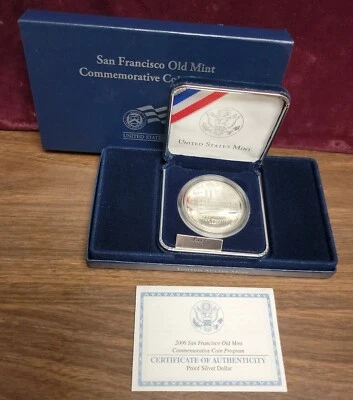 San Francisco Old Mint
Commemorative
UNITED STATES
UNITED STATES MINT
2006 San Francisco Old Mint
Commemorative Coin Program
CERTIFICATE OF AUTHENTICITY
Proof Silver Dollar